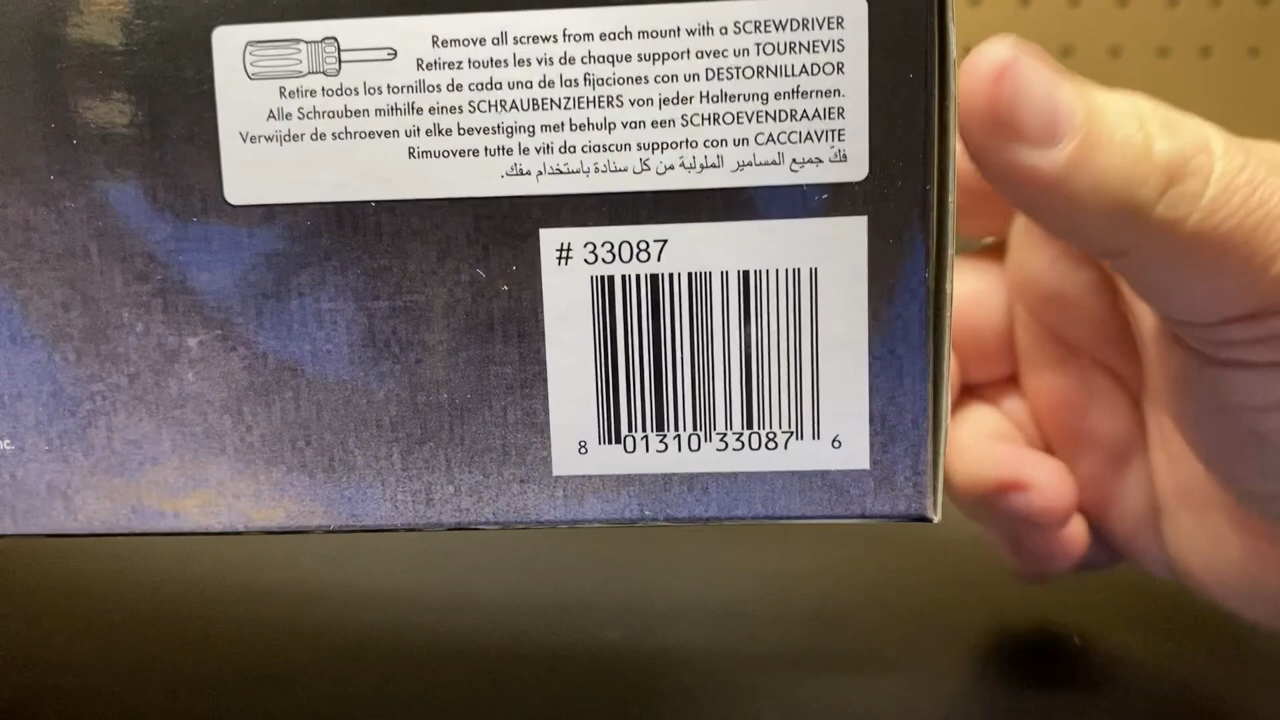 Remove all screws from each mount with a SCREWDRIVER
Retirez toutes les vis de chaque support avec un TOURNEVIS
Retire todos los tornillos de cada una de las fijaciones con un DESTORNILLADOR
Alle Schrauben mithilfe eines SCHRAUBENZIEHERS von jeder Halterung entfernen.
Verwijder de schroeven uit elke bevestiging met behulp van een SCHROEVENDRAAIER
Rimuovere tutte le viti da ciascun supporto con un CACCIAVITE
فكّ جميع المسامير الملولبة من كل سنادة باستخدام مفك.
# 33087
8 01310 33087 6